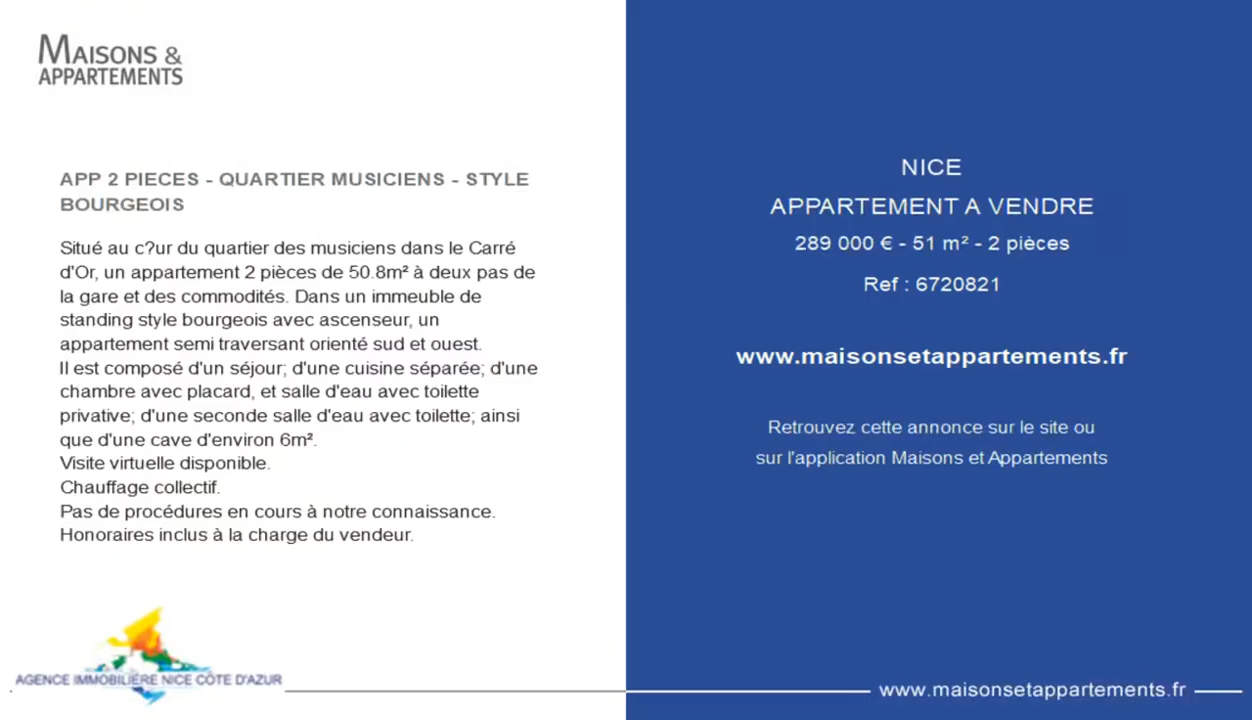 MAISONS &
APPARTEMENTS
APP 2 PIECES - QUARTIER MUSICIENS - STYLE
BOURGEOIS
Situé au c?ur du quartier des musiciens dans le Carré
d'Or, un appartement 2 pièces de 50.8m² à deux pas de
la gare et des commodités. Dans un immeuble de
standing style bourgeois avec ascenseur, un
appartement semi traversant orienté sud et ouest.
Il est composé d'un séjour; d'une cuisine séparée; d'une
chambre avec placard, et salle d'eau avec toilette
privative; d'une seconde salle d'eau avec toilette; ainsi
que d'une cave d'environ 6m².
Visite virtuelle disponible.
Chauffage collectif.
Pas de procédures en cours à notre connaissance.
Honoraires inclus à la charge du vendeur.
AGENCE IMMOBILIÈRE NICE CÔTE D'AZUR
NICE
APPARTEMENT A VENDRE
289 000 € - 51 m² - 2 pièces
Ref : 6720821
www.maisonsetappartements.fr
Retrouvez cette annonce sur le site ou
sur l'application Maisons et Appartements
www.maisonsetappartements.fr